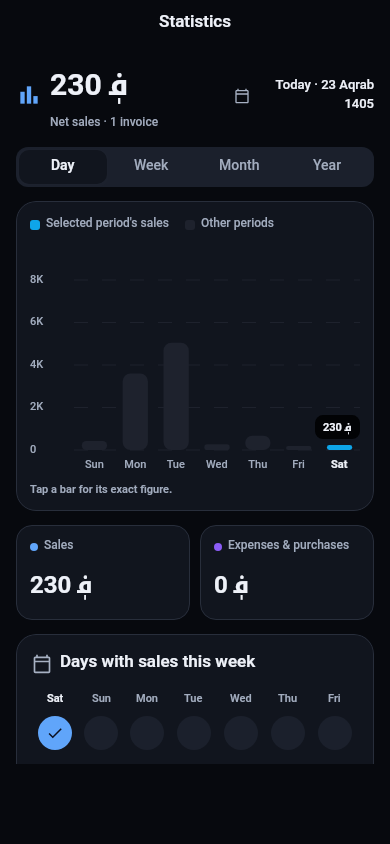 Statistics
230 ؋
Today · 23 Aqrab
1405
Net sales · 1 invoice
Day Week Month Year
Selected period's sales Other periods
8K
6K
4K
2K
0
230 ؋
Sun Mon Tue Wed Thu Fri Sat
Tap a bar for its exact figure.
Sales Expenses & purchases
230 ؋ 0 ؋
Days with sales this week
Sat Sun Mon Tue Wed Thu Fri